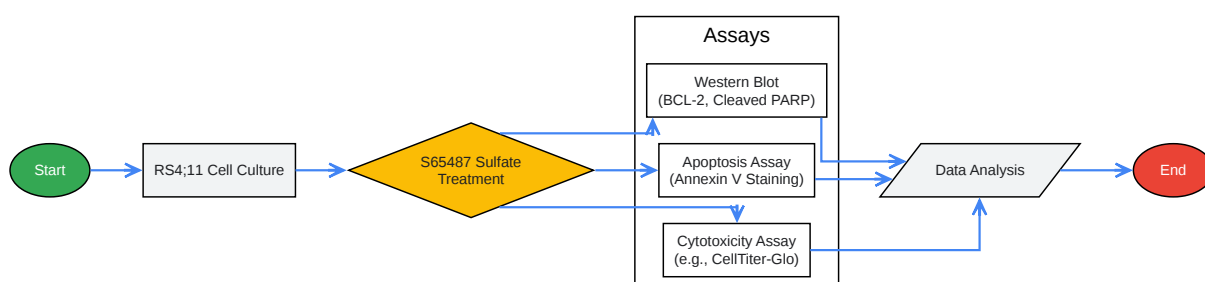 Start
RS4;11 Cell Culture
S65487 Sulfate
Treatment
Assays
Western Blot
(BCL-2, Cleaved PARP)
Apoptosis Assay
(Annexin V Staining)
Cytotoxicity Assay
(e.g., CellTiter-Glo)
Data Analysis
End